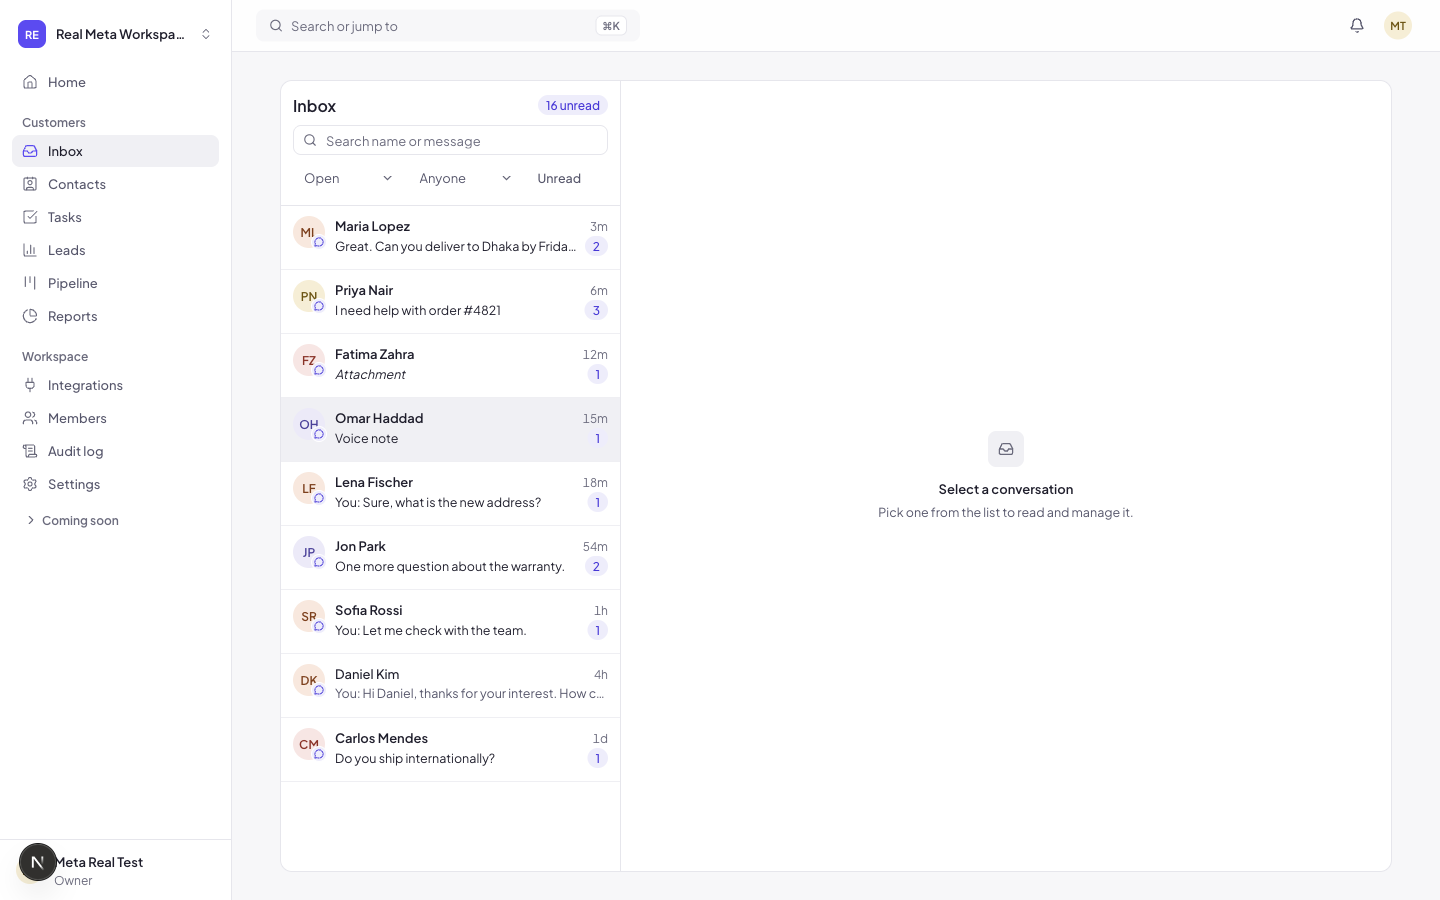 RE Real Meta Workspa...
Search or jump to ⌘K
MT
Home
Customers
Inbox
Contacts
Tasks
Leads
Pipeline
Reports
Workspace
Integrations
Members
Audit log
Settings
Coming soon
N Meta Real Test
Owner
Inbox 16 unread
Search name or message
Open Anyone Unread
Maria Lopez 3m
Great. Can you deliver to Dhaka by Frida... 2
PN Priya Nair 6m
I need help with order #4821 3
FZ Fatima Zahra 12m
Attachment 1
OH Omar Haddad 15m
Voice note 1
LF Lena Fischer 18m
You: Sure, what is the new address? 1
JP Jon Park 54m
One more question about the warranty. 2
SR Sofia Rossi 1h
You: Let me check with the team. 1
DK Daniel Kim 4h
You: Hi Daniel, thanks for your interest. How c...
CM Carlos Mendes 1d
Do you ship internationally? 1
Select a conversation
Pick one from the list to read and manage it.